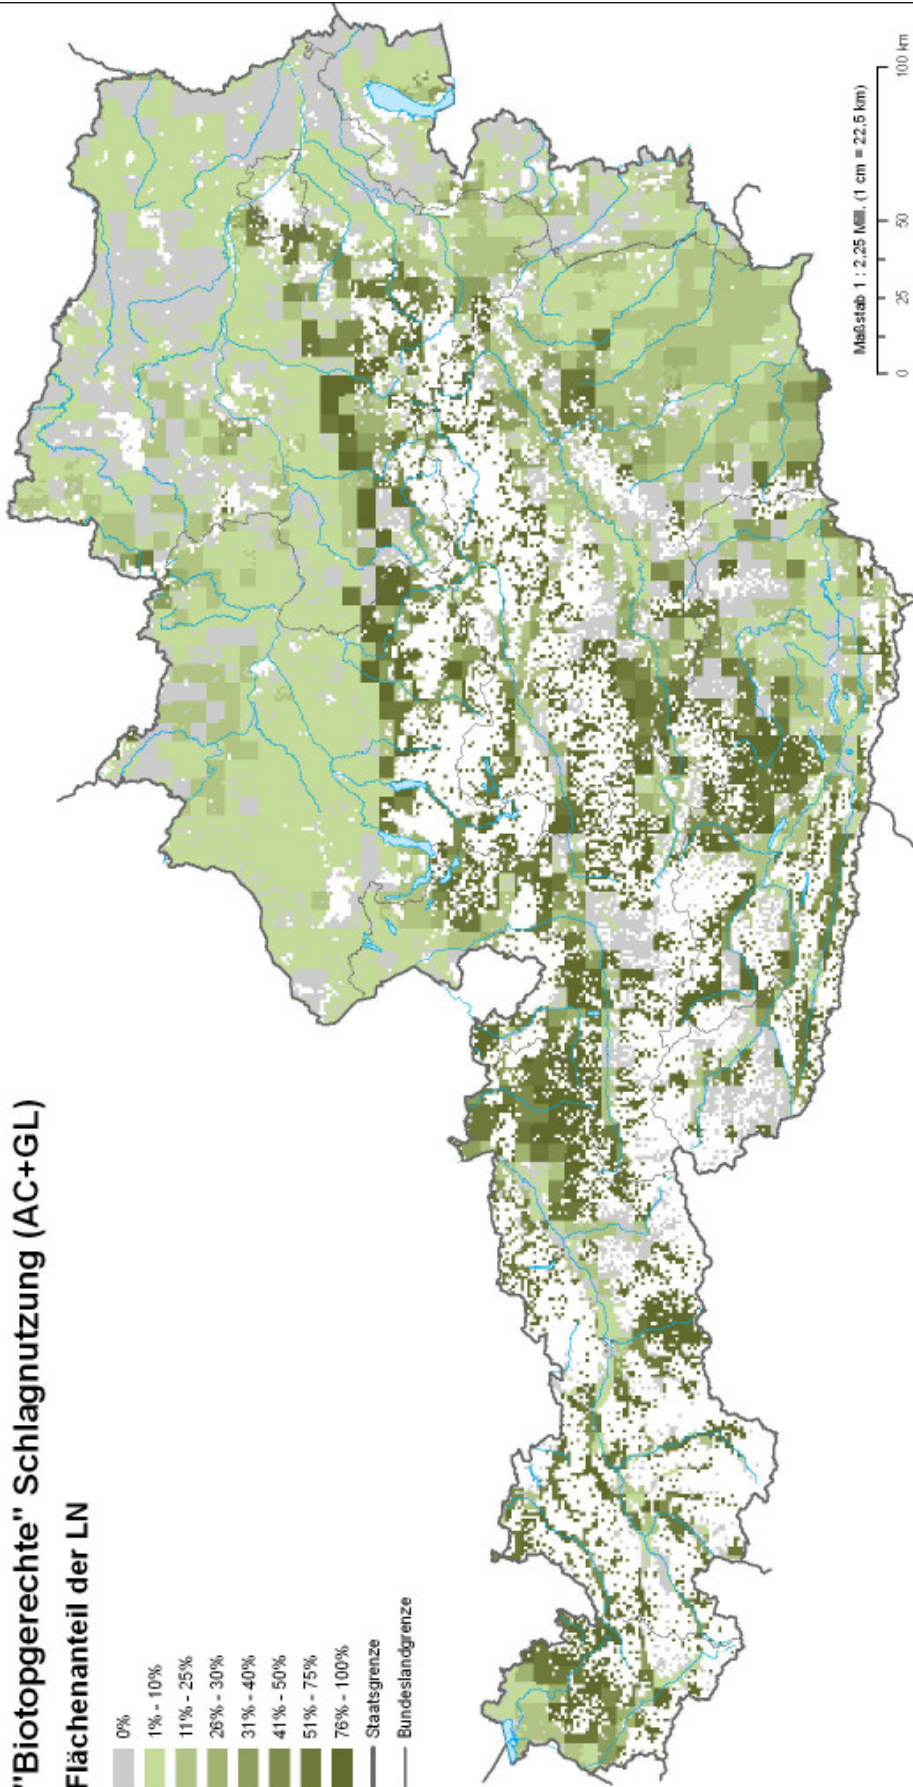 "Biotopgerechte" Schlagnutzung (AC+GL)
Flächenanteil der LN
0%
1% - 10%
11% - 25%
26% - 30%
31% - 40%
41% - 50%
51% - 75%
76% - 100%
Staatsgrenze
Bundeslandgrenze
Maßstab 1 : 2,25 Mill. (1 cm = 22,5 km)
0 25 50 100 km